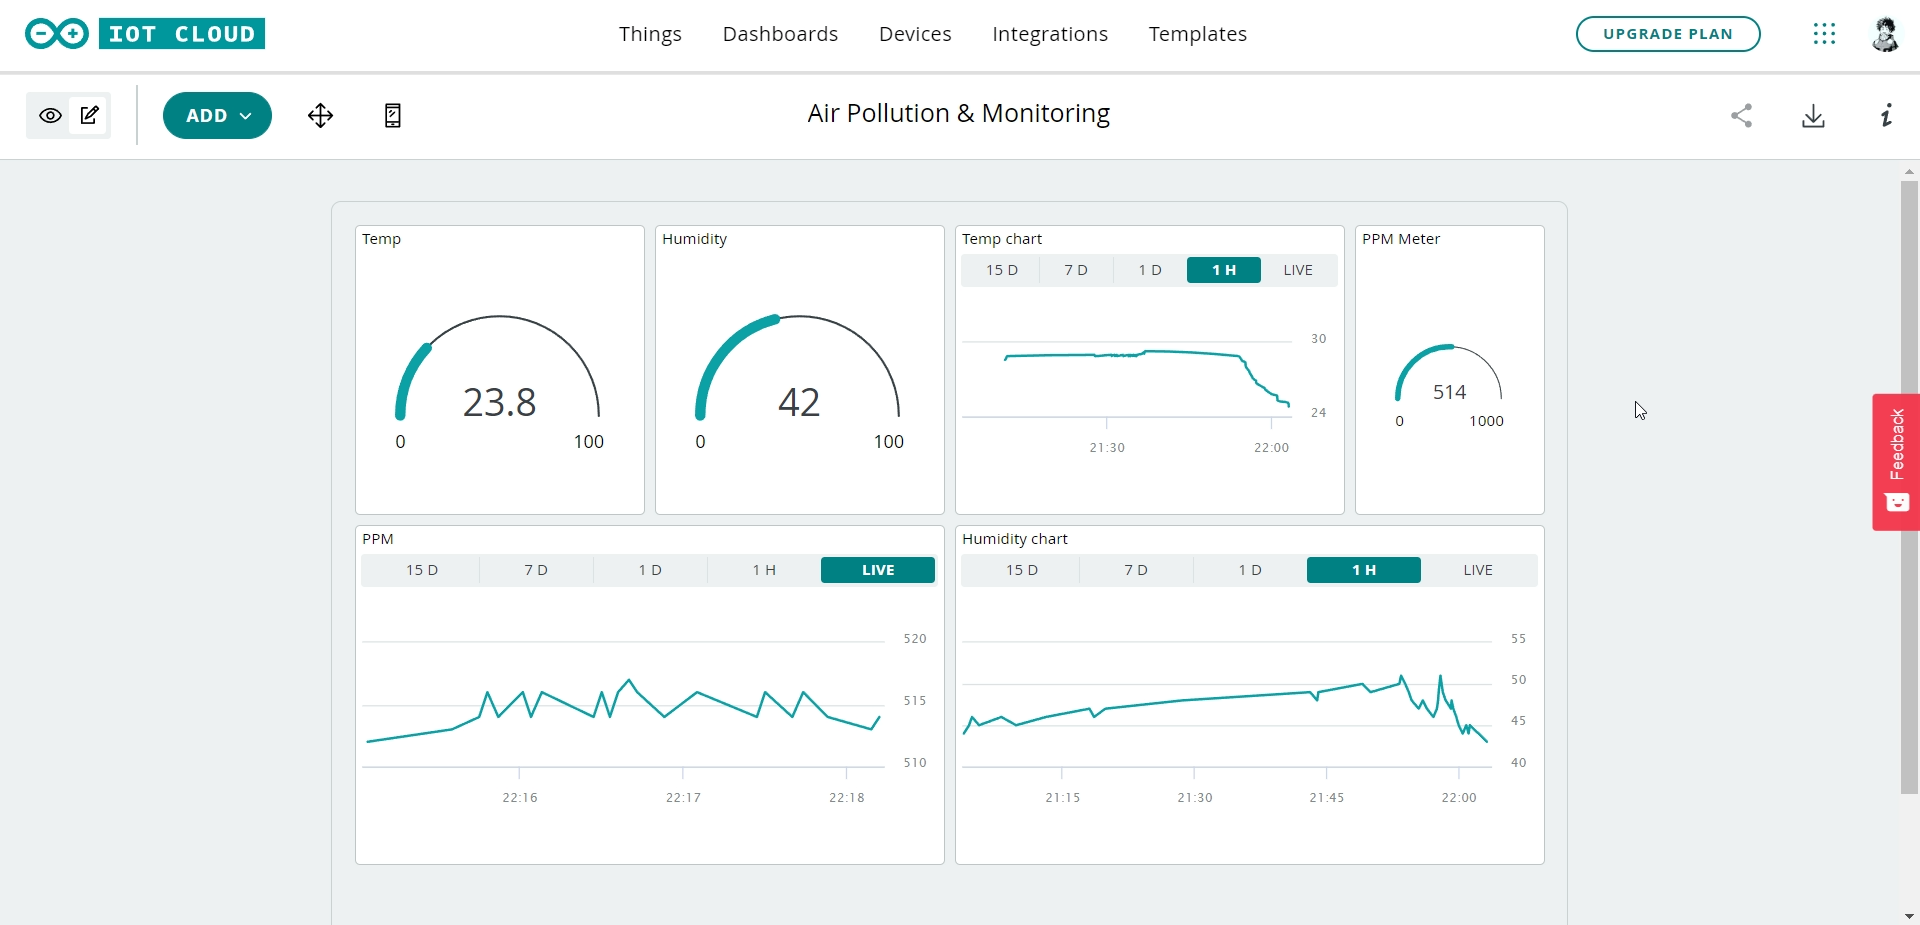 IOT CLOUD
Things Dashboards Devices Integrations Templates
UPGRADE PLAN
ADD
Air Pollution & Monitoring
i
Temp
23.8
0 100
Humidity
42
0 100
Temp chart
15 D 7 D 1 D 1 H LIVE
30
24
21:30 22:00
PPM Meter
514
0 1000
Feedback
PPM
15 D 7 D 1 D 1 H LIVE
520
515
510
22:16 22:17 22:18
Humidity chart
15 D 7 D 1 D 1 H LIVE
55
50
45
40
21:15 21:30 21:45 22:00